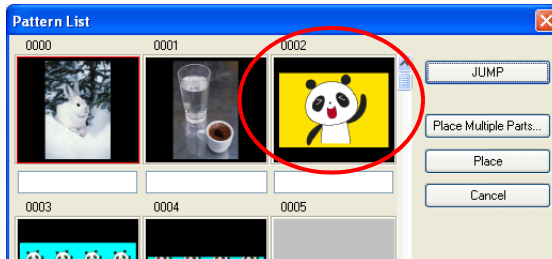 Pattern List
0000 0001 0002
JUMP
Place Multiple Parts...
Place
Cancel
0003 0004 0005